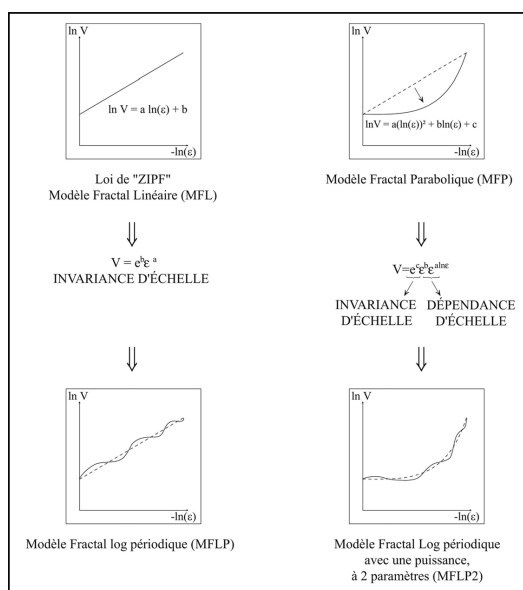 ln V
ln V = a ln(ε) + b
-ln(ε)
Loi de "ZIPF"
Modèle Fractal Linéaire (MFL)
⇓
V = eᵇε ᵃ
INVARIANCE D'ÉCHELLE
⇓
ln V
-ln(ε)
Modèle Fractal log périodique (MFLP)
ln V
lnV = a(ln(ε))² + bln(ε) + c
-ln(ε)
Modèle Fractal Parabolique (MFP)
⇓
V=eᶜεᵇεᵃˡⁿᵋ
INVARIANCE DÉPENDANCE
D'ÉCHELLE D'ÉCHELLE
⇓
ln V
-ln(ε)
Modèle Fractal Log périodique
avec une puissance,
à 2 paramètres (MFLP2)